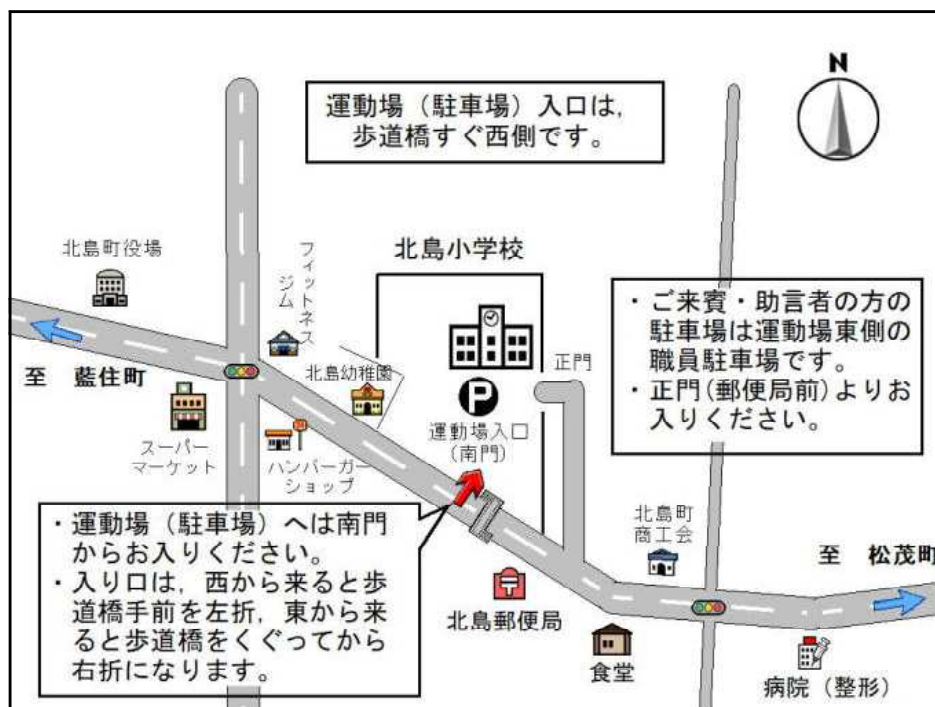 N
運動場（駐車場）入口は，
歩道橋すぐ西側です。
北島町役場
フィットネス
ジム
北島小学校
・ご来賓・助言者の方の
駐車場は運動場東側の
職員駐車場です。
・正門(郵便局前)よりお
入りください。
至　藍住町
北島幼稚園
正門
P
運動場入口
(南門)
スーパー
マーケット
ハンバーガー
ショップ
・運動場（駐車場）へは南門
からお入りください。
・入り口は，西から来ると歩
道橋手前を左折，東から来
ると歩道橋をくぐってから
右折になります。
北島町
商工会
至　松茂町
北島郵便局
食堂
病院（整形）